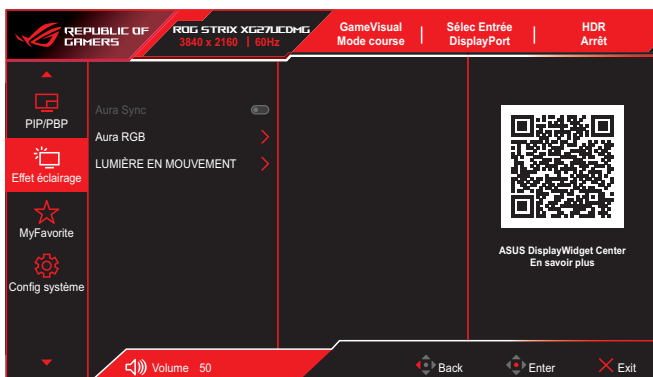 REPUBLIC OF
GAMERS
ROG STRIX XG27UCDMG
3840 x 2160 | 60Hz
GameVisual
Mode course
Sélec Entrée
DisplayPort
HDR
Arrêt
PIP/PBP
Effet éclairage
MyFavorite
Config système
Aura Sync
Aura RGB
LUMIÈRE EN MOUVEMENT
ASUS DisplayWidget Center
En savoir plus
Volume 50
Back
Enter
Exit